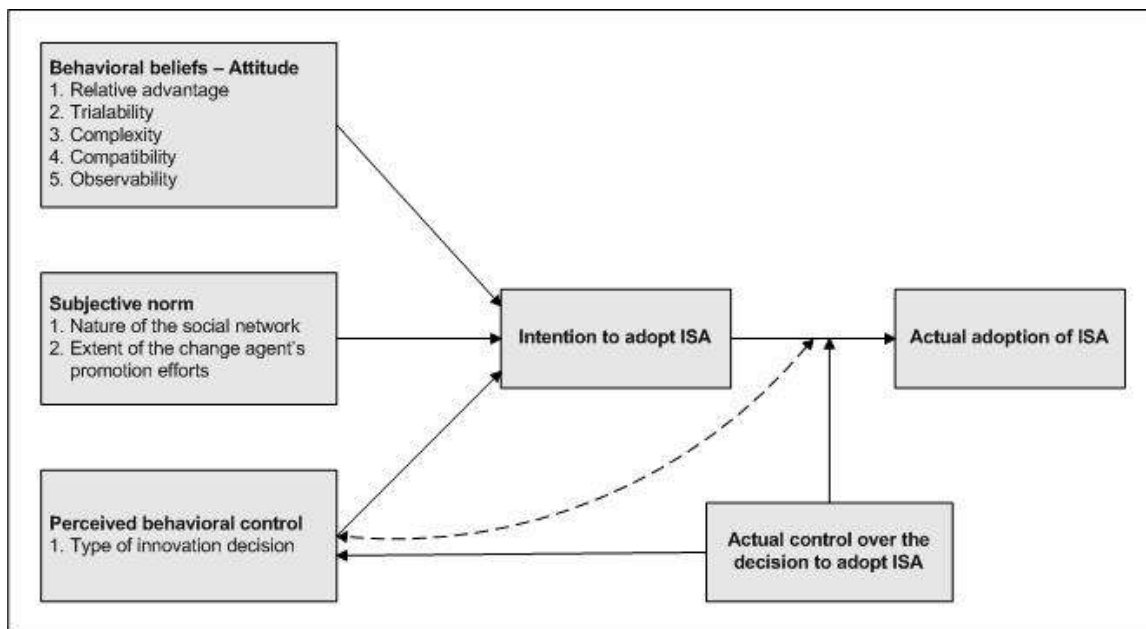 Behavioral beliefs – Attitude
1. Relative advantage
2. Trialability
3. Complexity
4. Compatibility
5. Observability
Subjective norm
1. Nature of the social network
2. Extent of the change agent's
promotion efforts
Intention to adopt ISA
Actual adoption of ISA
Perceived behavioral control
1. Type of innovation decision
Actual control over the
decision to adopt ISA